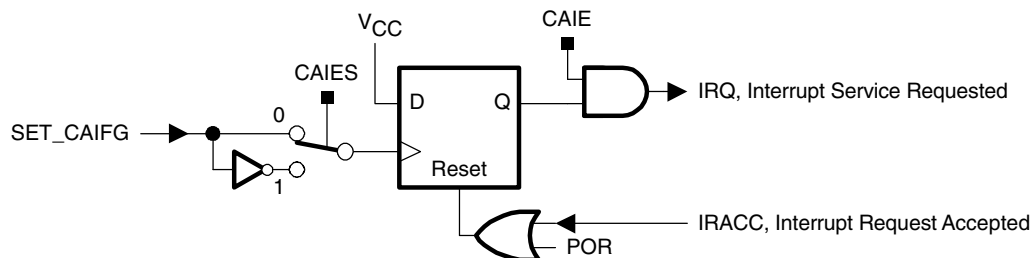 VCC
CAIE
CAIES
D
Q
IRQ, Interrupt Service Requested
0
SET_CAIFG
Reset
1
IRACC, Interrupt Request Accepted
POR